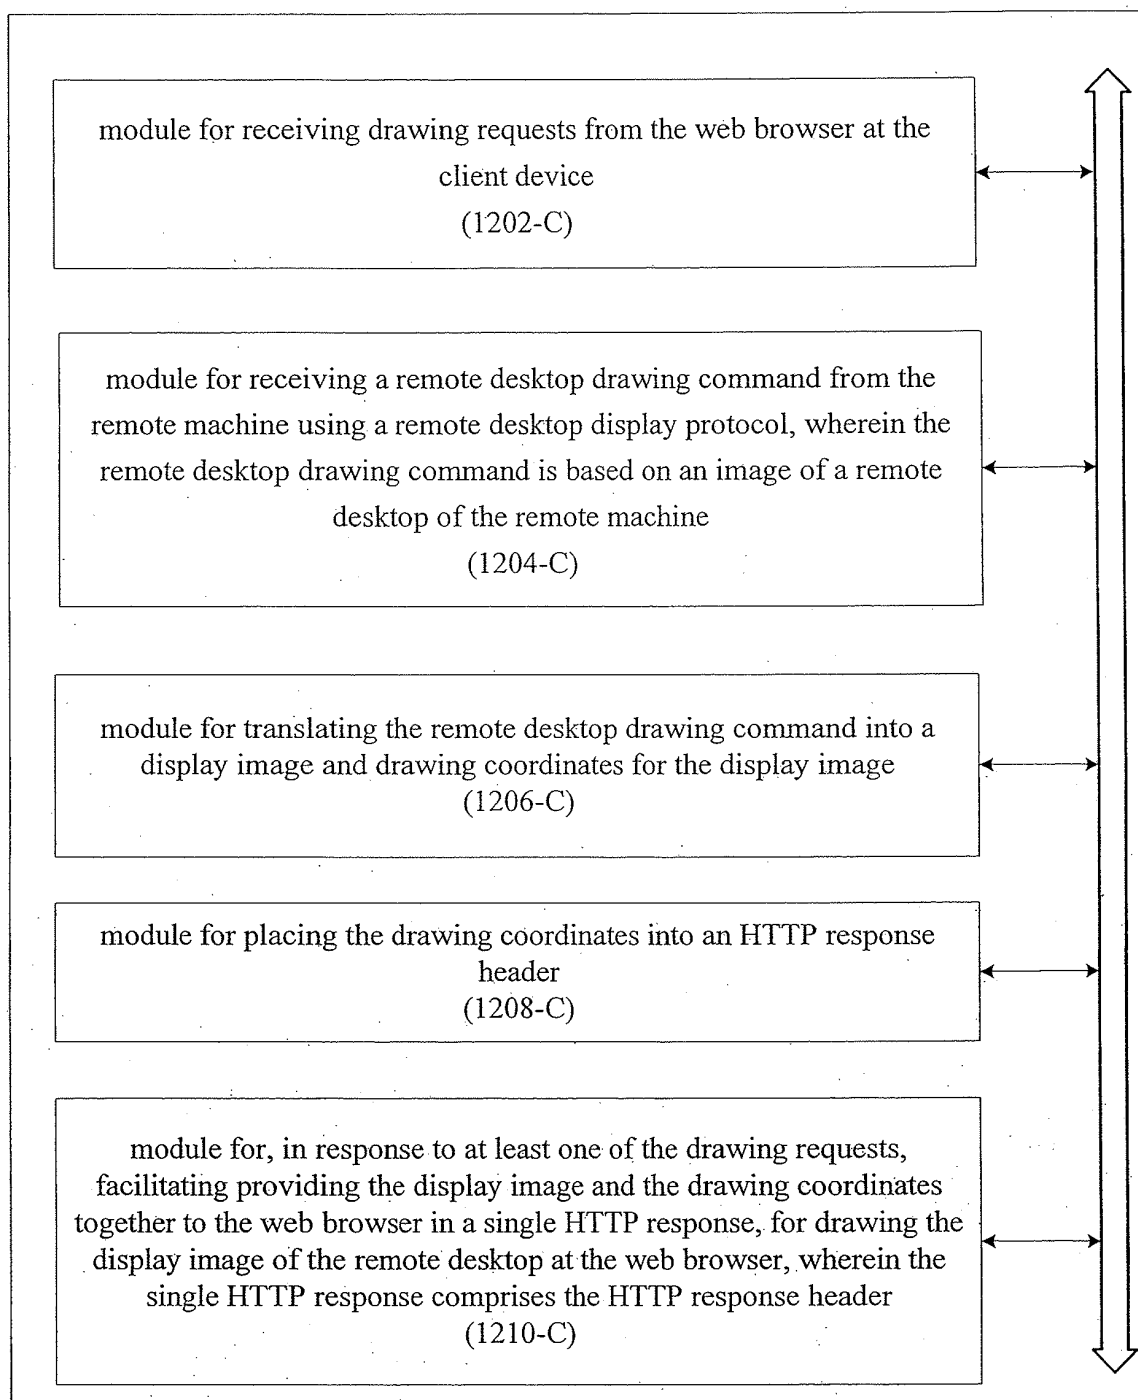 module for receiving drawing requests from the web browser at the
client device
(1202-C)
module for receiving a remote desktop drawing command from the
remote machine using a remote desktop display protocol, wherein the
remote desktop drawing command is based on an image of a remote
desktop of the remote machine
(1204-C)
module for translating the remote desktop drawing command into a
display image and drawing coordinates for the display image
(1206-C)
module for placing the drawing coordinates into an HTTP response
header
(1208-C)
module for, in response to at least one of the drawing requests,
facilitating providing the display image and the drawing coordinates
together to the web browser in a single HTTP response, for drawing the
display image of the remote desktop at the web browser, wherein the
single HTTP response comprises the HTTP response header
(1210-C)